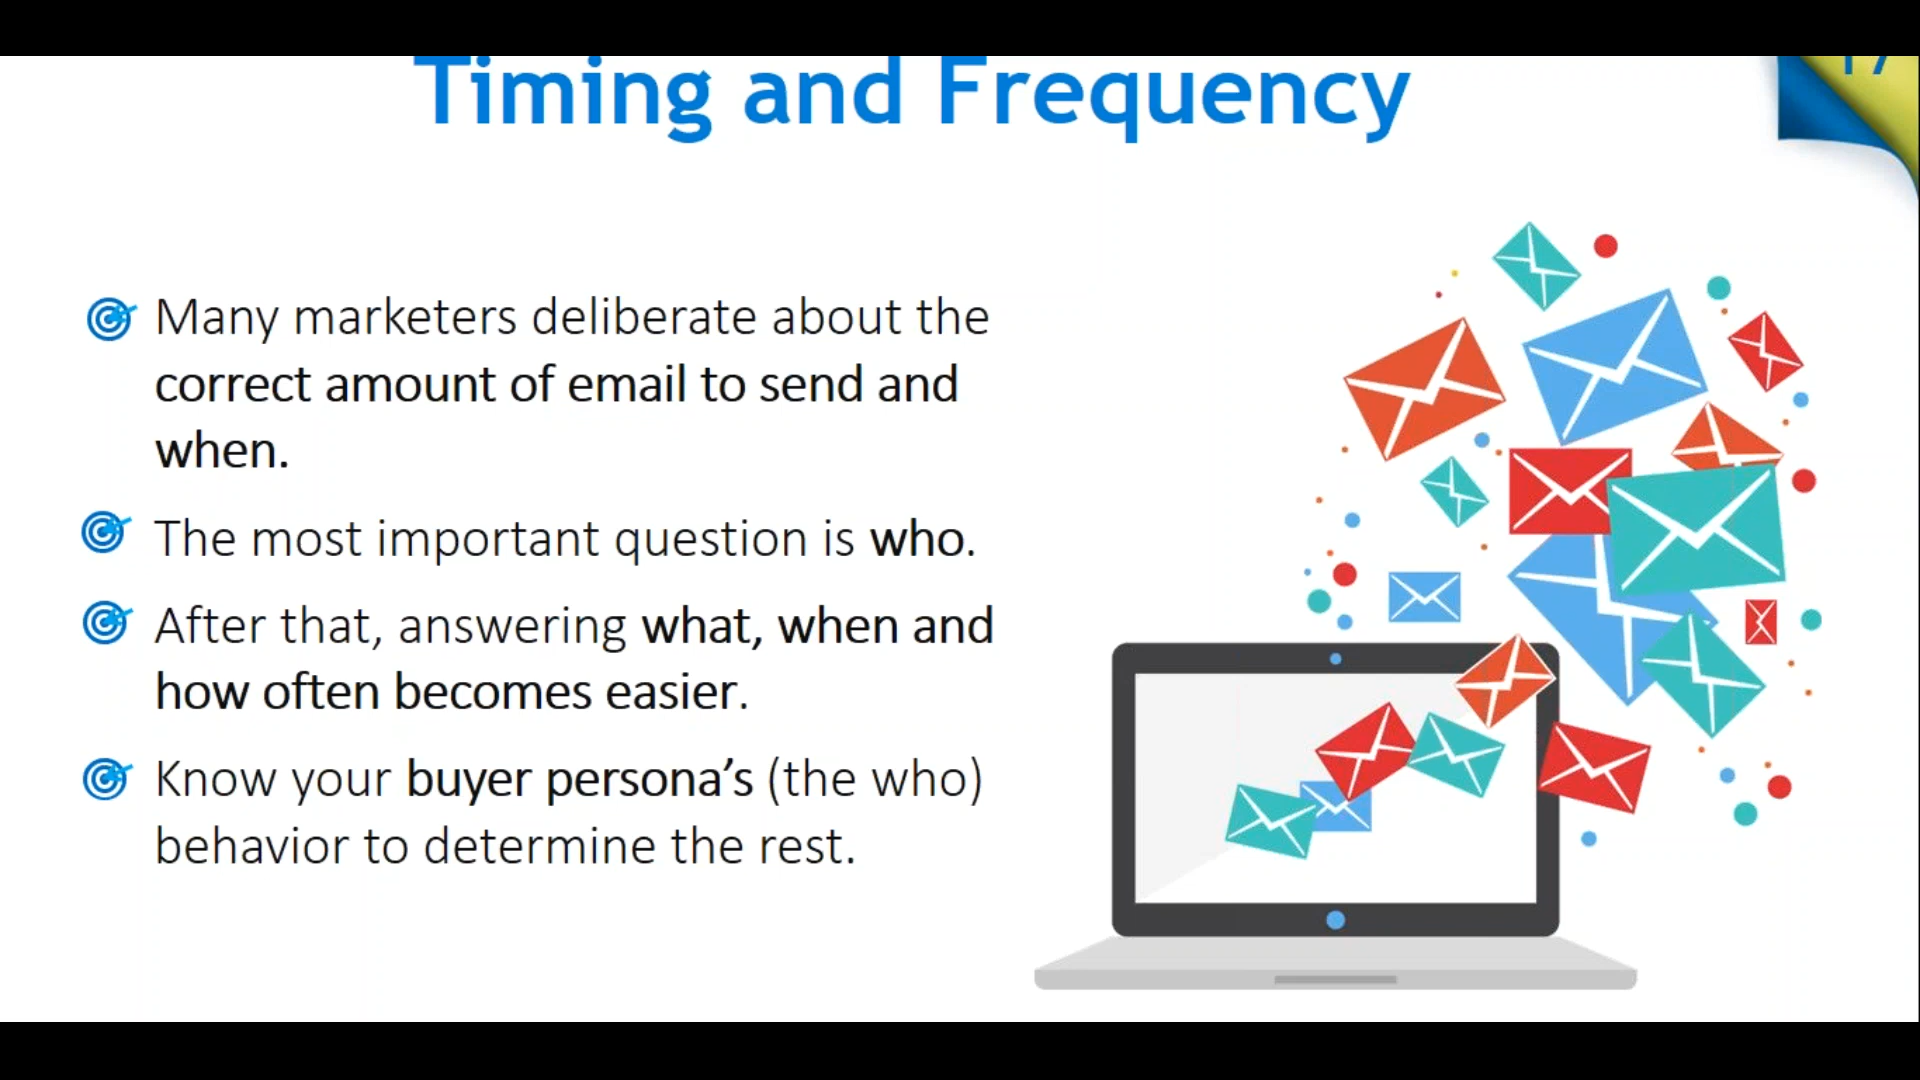 Timing and Frequency
17
Many marketers deliberate about the
correct amount of email to send and
when.
The most important question is who.
After that, answering what, when and
how often becomes easier.
Know your buyer persona’s (the who)
behavior to determine the rest.